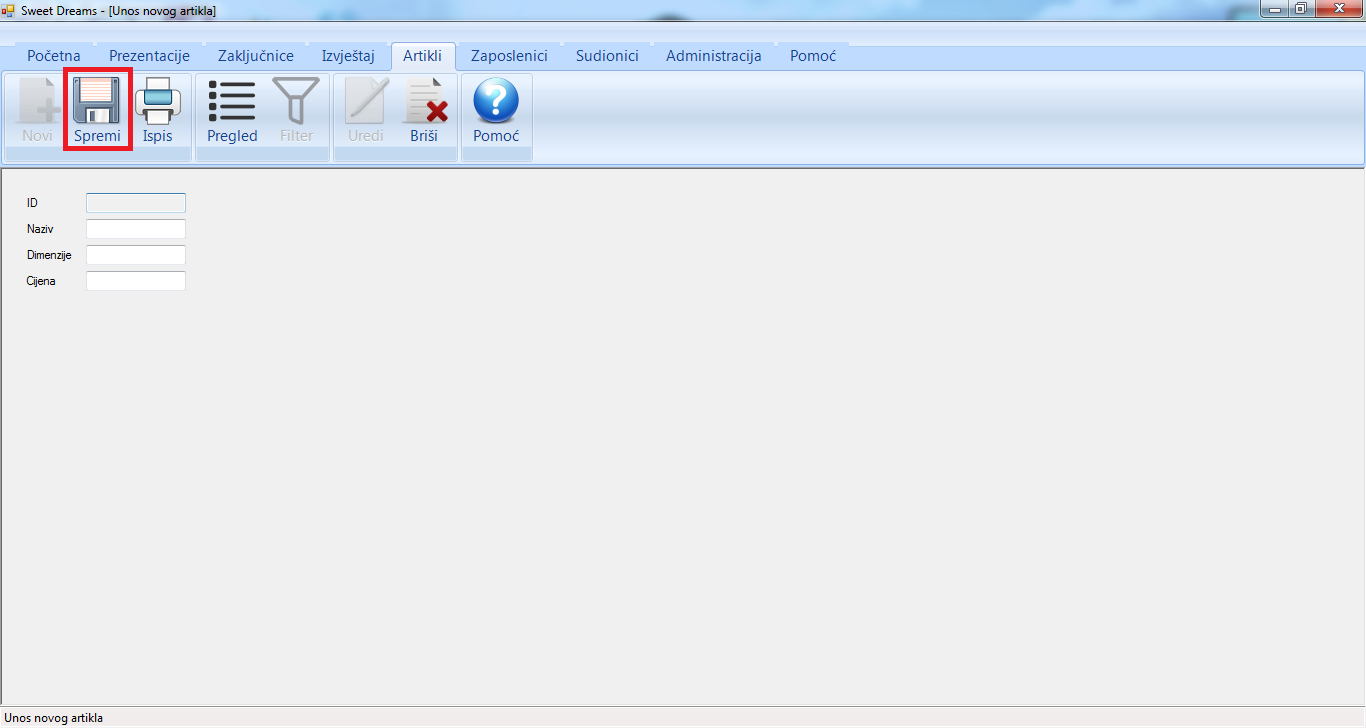 Sweet Dreams - [Unos novog artikla]
Početna Prezentacije Zaključnice Izvještaj Artikli Zaposlenici Sudionici Administracija Pomoć
Novi Spremi Ispis Pregled Filter Uredi Briši Pomoć
ID
Naziv
Dimenzije
Cijena
Unos novog artikla